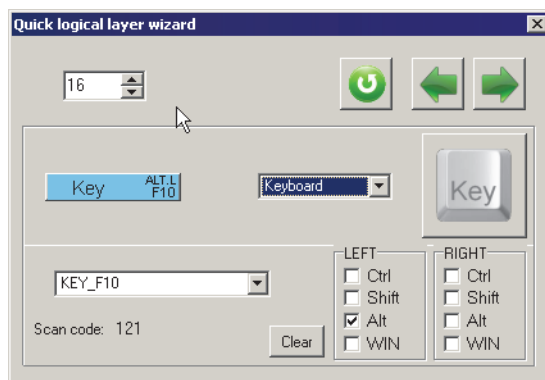 Quick logical layer wizard
16
Key ALT.L
F10
Keyboard
Key
KEY_F10
Scan code: 121
Clear
LEFT
Ctrl
Shift
Alt
WIN
RIGHT
Ctrl
Shift
Alt
WIN